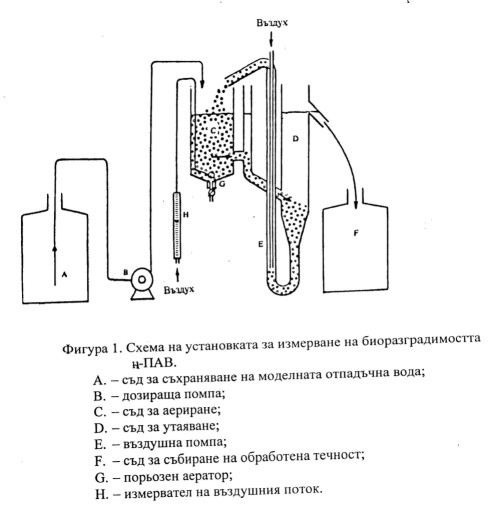 Въздух
C
D
G
H
E
F
A
B
Въздух
Фигура 1. Схема на установката за измерване на биоразградимостта
н-ПАВ.
A. – съд за съхраняване на моделната отпадъчна вода;
B. – дозираща помпа;
C. – съд за аериране;
D. – съд за утаяване;
E. – въздушна помпа;
F. – съд за събиране на обработена течност;
G. – порьозен аератор;
H. – измервател на въздушния поток.